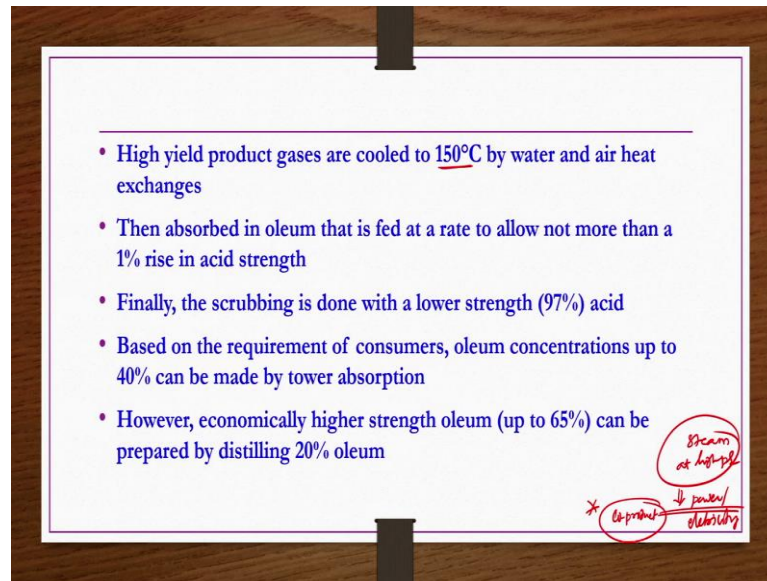 • High yield product gases are cooled to 150°C by water and air heat
exchanges
• Then absorbed in oleum that is fed at a rate to allow not more than a
1% rise in acid strength
• Finally, the scrubbing is done with a lower strength (97%) acid
• Based on the requirement of consumers, oleum concentrations up to
40% can be made by tower absorption
• However, economically higher strength oleum (up to 65%) can be
prepared by distilling 20% oleum
Steam
at high
⇓ power/
* Co-product
electricity